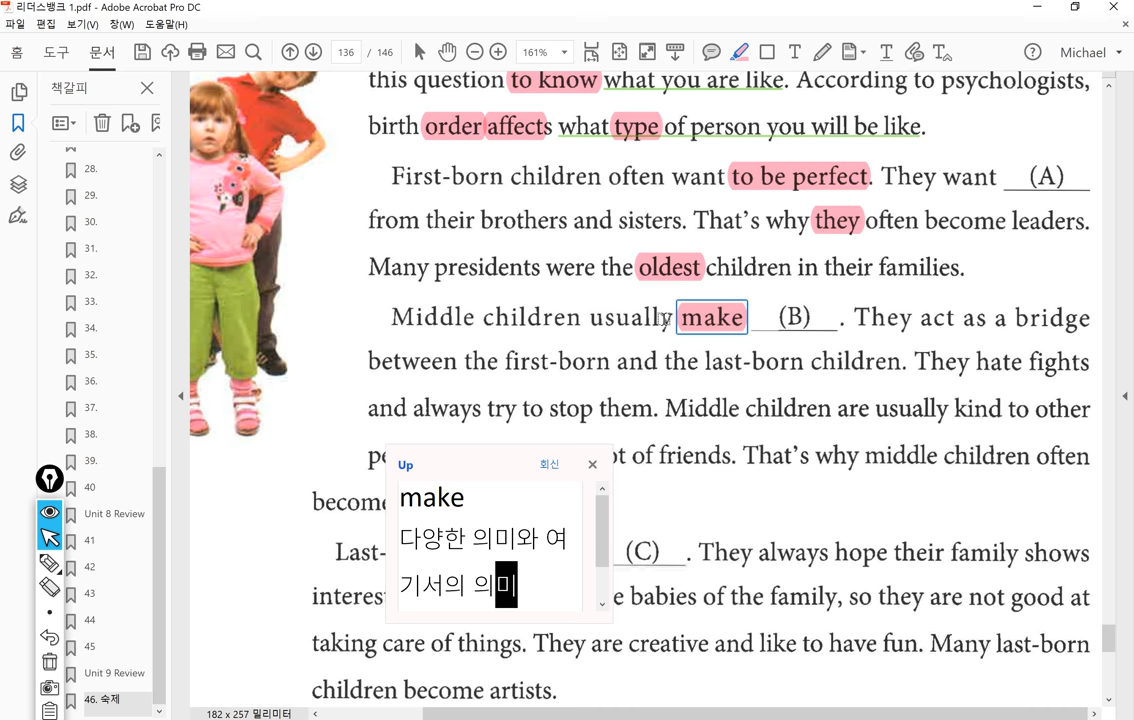 리더스뱅크 1.pdf - Adobe Acrobat Pro DC
파일 편집 보기(V) 창(W) 도움말(H)
홈 도구 문서 136 / 146 161% Michael
책갈피
28.
29.
30.
31.
32.
33.
34.
35.
36.
37.
38.
39.
40
Unit 8 Review
41
42
43
44
45
Unit 9 Review
46. 숙제
this question to know what you are like. According to psychologists,
birth order affects what type of person you will be like.
First-born children often want to be perfect. They want (A)
from their brothers and sisters. That's why they often become leaders.
Many presidents were the oldest children in their families.
Middle children usually make (B) . They act as a bridge
between the first-born and the last-born children. They hate fights
and always try to stop them. Middle children are usually kind to other
pe
ot of friends. That's why middle children often
become
Last-
(C) . They always hope their family shows
interes
e babies of the family, so they are not good at
taking care of things. They are creative and like to have fun. Many last-born
children become artists.
Up 회신
make
다양한 의미와 여
기서의 의미
182 x 257 밀리미터